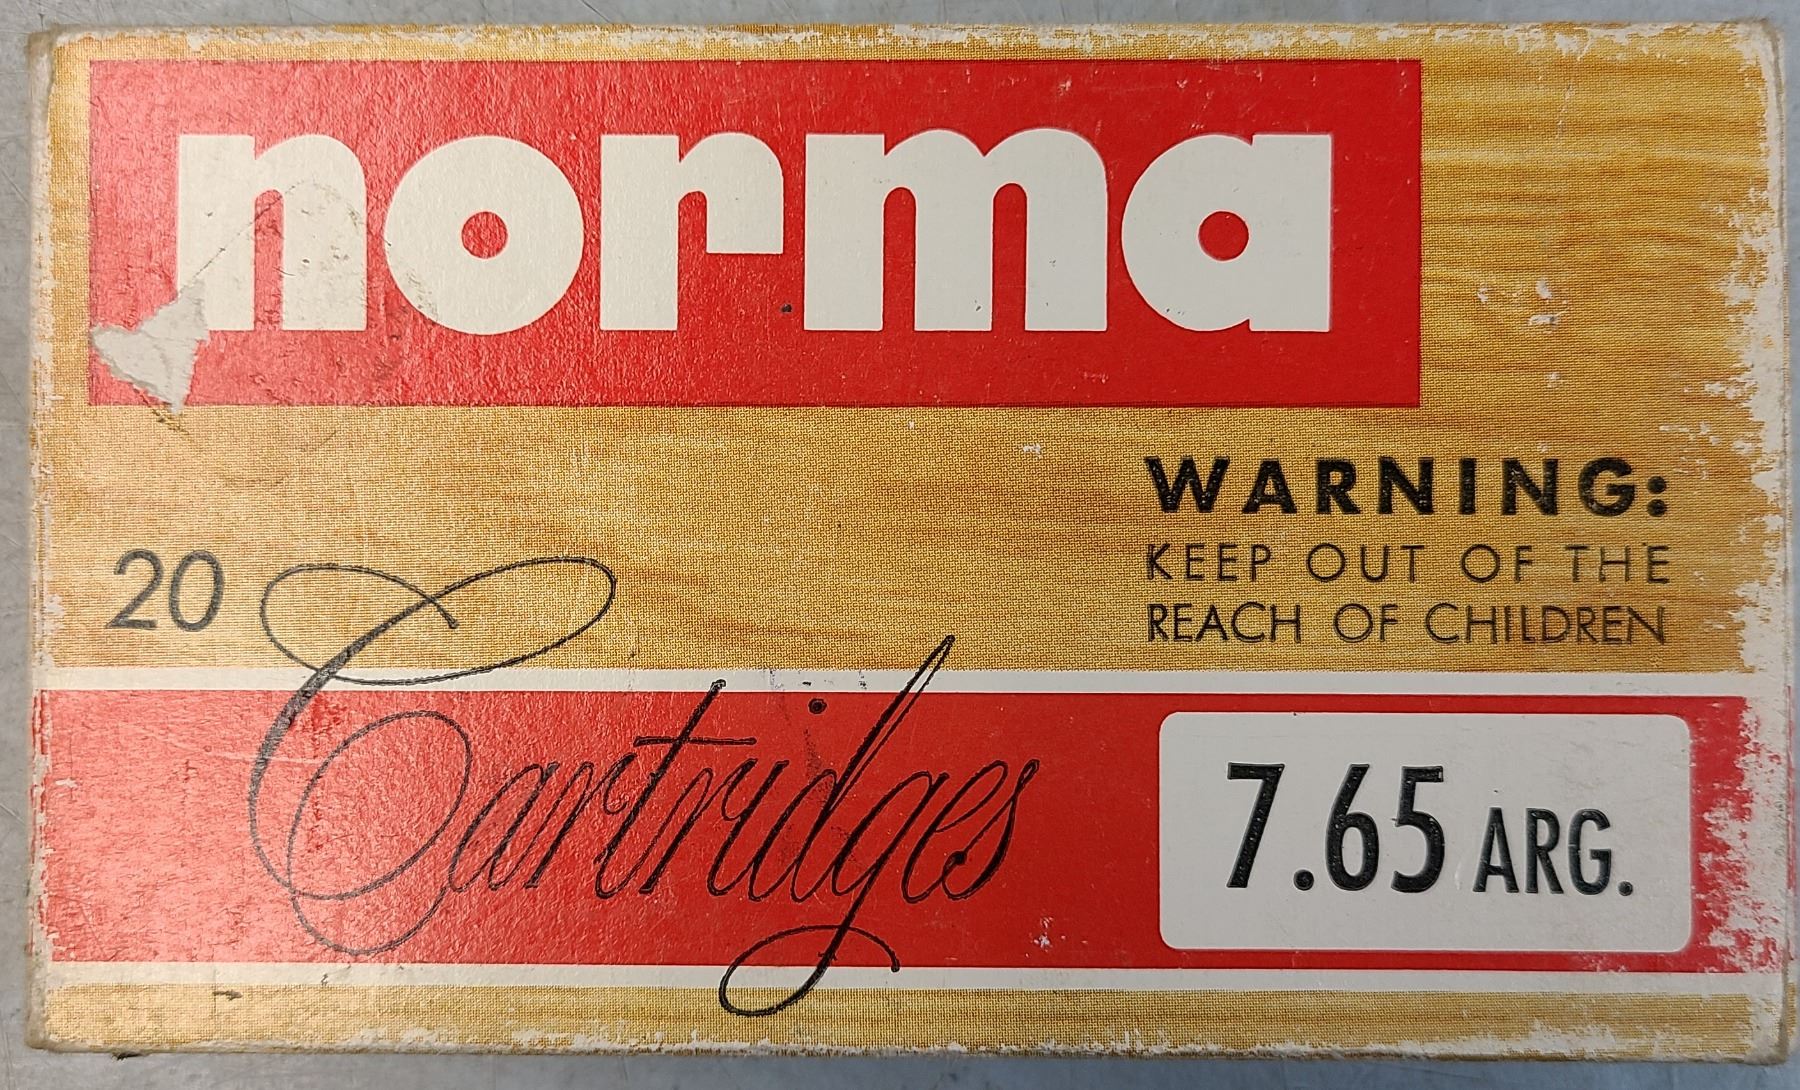 norma
WARNING:
KEEP OUT OF THE
REACH OF CHILDREN
20 Cartridges
7.65 ARG.